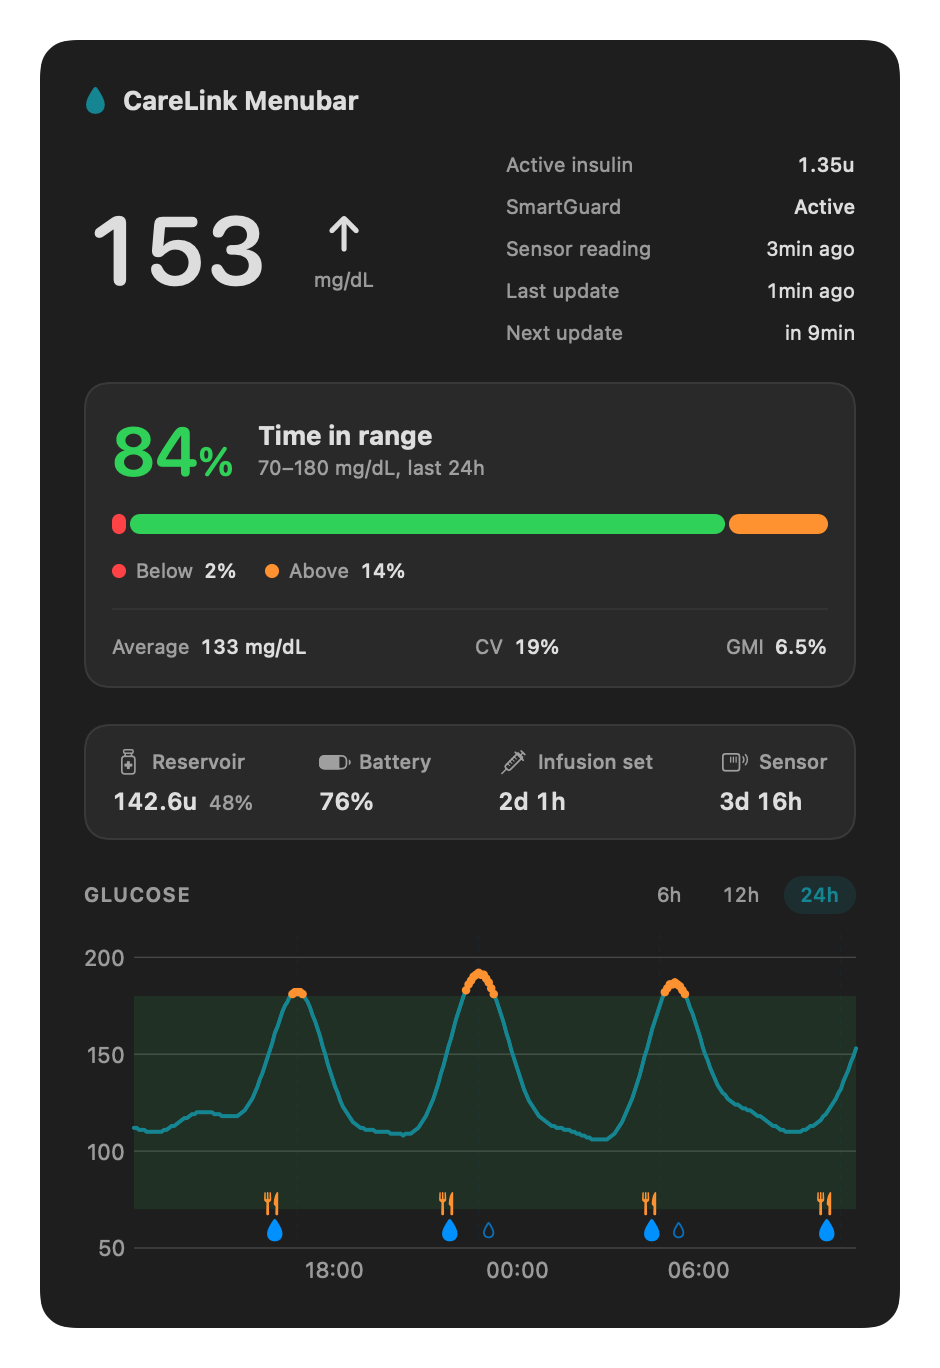 CareLink Menubar
153
mg/dL
Active insulin 1.35u
SmartGuard Active
Sensor reading 3min ago
Last update 1min ago
Next update in 9min
84%
Time in range
70–180 mg/dL, last 24h
Below 2% Above 14%
Average 133 mg/dL CV 19% GMI 6.5%
Reservoir Battery Infusion set Sensor
142.6u 48% 76% 2d 1h 3d 16h
GLUCOSE 6h 12h 24h
200
150
100
50
18:00 00:00 06:00